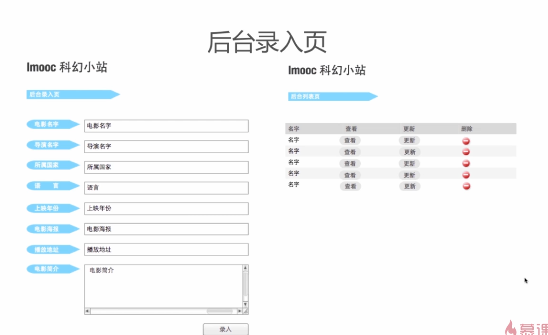 后台录入页
Imooc 科幻小站
后台录入页
电影名字 电影名字
导演名字 导演名字
所属国家 所属国家
语言 语言
上映年份 上映年份
电影海报 电影海报
播放地址 播放地址
电影简介 电影简介
录入
Imooc 科幻小站
后台列表页
名字 查看 更新 删除
名字 查看 更新
名字 查看 更新
名字 查看 更新
名字 查看 更新
名字 查看 更新
慕课